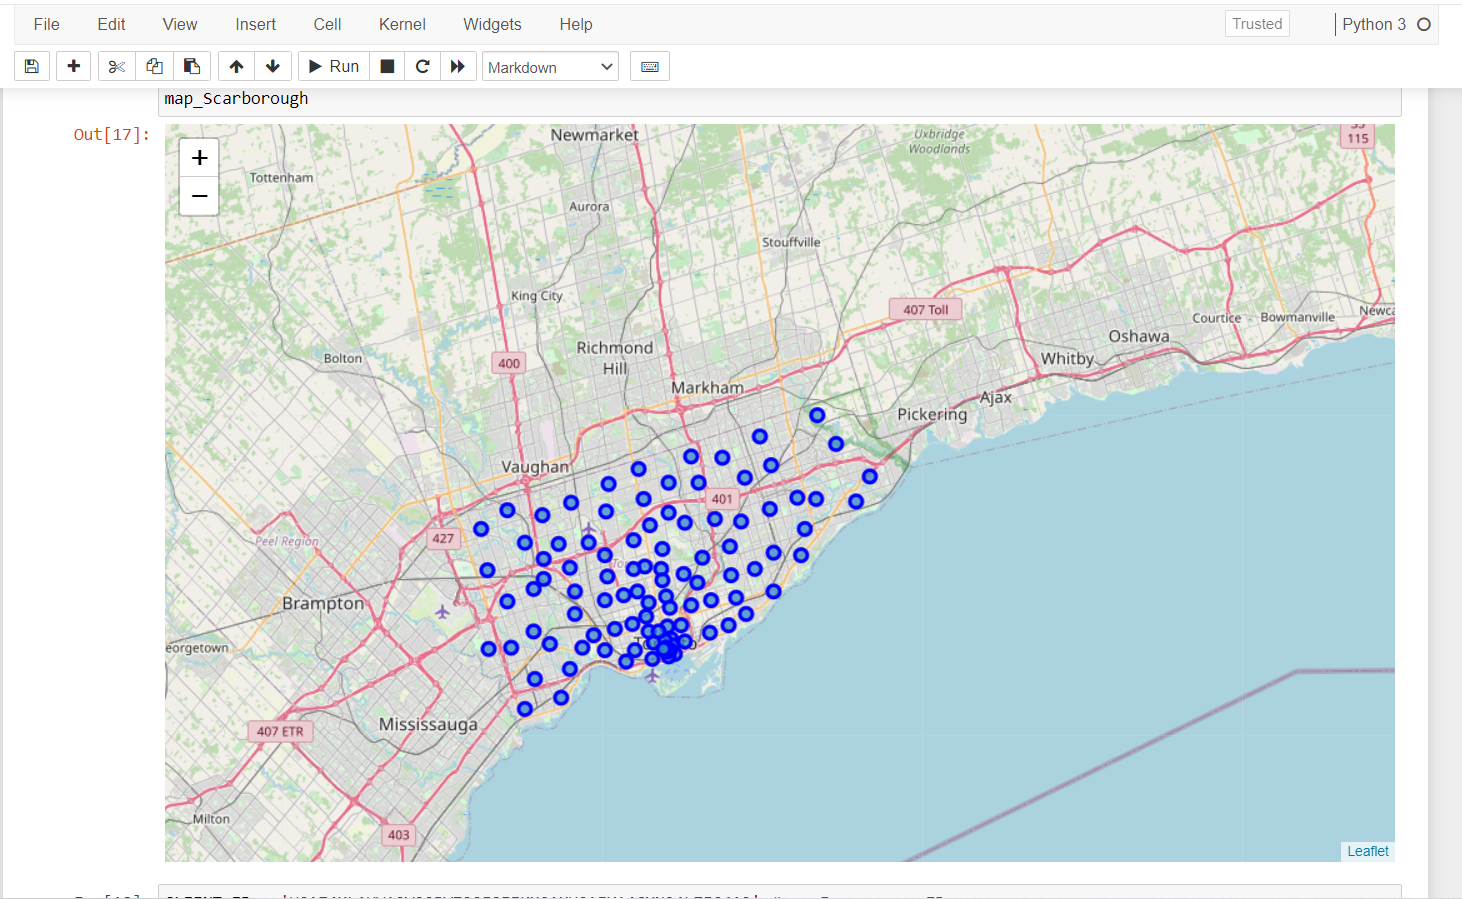 File Edit View Insert Cell Kernel Widgets Help Trusted Python 3
Run Markdown
map_Scarborough
Out[17]:
+
−
Newmarket
Uxbridge
Woodlands
115
Tottenham
Aurora
Stouffville
King City
407 Toll
Courtice
Bowmanville
Newca
Oshawa
Whitby
Bolton
400
Richmond
Hill
Markham
Ajax
Pickering
Vaughan
401
427
Peel Region
Brampton
eorgetown
Mississauga
407 ETR
Milton
403
Leaflet